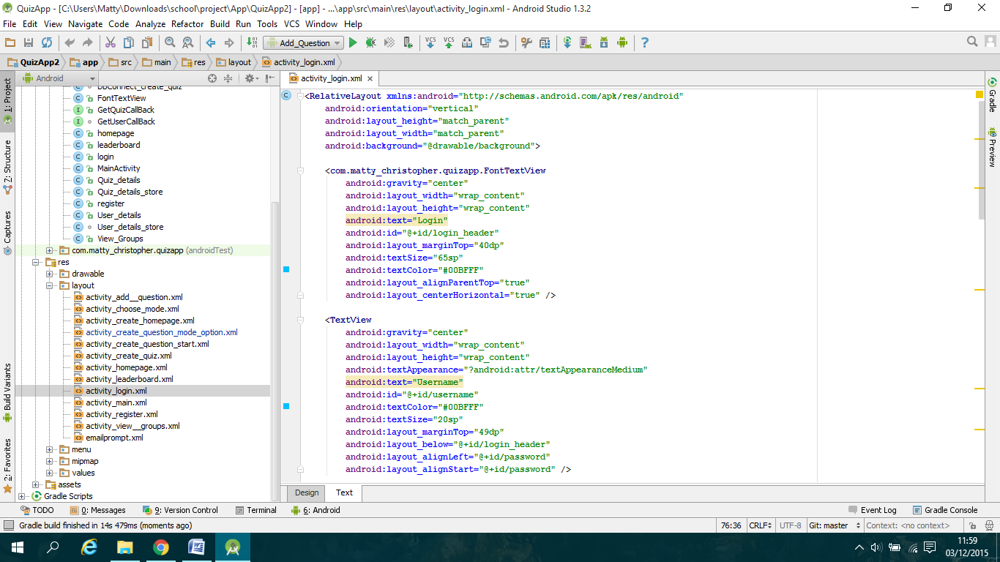 QuizApp - [C:\Users\Matty\Downloads\school\project\App\QuizApp2] - [app] - ...\app\src\main\res\layout\activity_login.xml - Android Studio 1.3.2
File Edit View Navigate Code Analyze Refactor Build Run Tools VCS Window Help
Add_Question
VCS VCS
QuizApp2 app src main res layout activity_login.xml
1: Project
Z: Structure
Captures
Build Variants
2: Favorites
Android
DbConnect_create_quiz
FontTextView
GetQuizCallBack
GetUserCallBack
homepage
leaderboard
login
MainActivity
Quiz_details
Quiz_details_store
register
User_details
User_details_store
View_Groups
com.matty_christopher.quizapp (androidTest)
res
drawable
layout
activity_add__question.xml
activity_choose_mode.xml
activity_create_homepage.xml
activity_create_question_mode_option.xml
activity_create_question_start.xml
activity_create_quiz.xml
activity_homepage.xml
activity_leaderboard.xml
activity_login.xml
activity_main.xml
activity_register.xml
activity_view__groups.xml
emailprompt.xml
menu
mipmap
values
assets
Gradle Scripts
activity_login.xml
<RelativeLayout xmlns:android="http://schemas.android.com/apk/res/android"
android:orientation="vertical"
android:layout_height="match_parent"
android:layout_width="match_parent"
android:background="@drawable/background">
<com.matty_christopher.quizapp.FontTextView
android:gravity="center"
android:layout_width="wrap_content"
android:layout_height="wrap_content"
android:text="Login"
android:id="@+id/login_header"
android:layout_marginTop="40dp"
android:textSize="65sp"
android:textColor="#00BFFF"
android:layout_alignParentTop="true"
android:layout_centerHorizontal="true" />
<TextView
android:gravity="center"
android:layout_width="wrap_content"
android:layout_height="wrap_content"
android:textAppearance="?android:attr/textAppearanceMedium"
android:text="Username"
android:id="@+id/username"
android:textColor="#00BFFF"
android:textSize="20sp"
android:layout_marginTop="49dp"
android:layout_below="@+id/login_header"
android:layout_alignLeft="@+id/password"
android:layout_alignStart="@+id/password" />
Gradle
Preview
Design Text
TODO 0: Messages 9: Version Control Terminal 6: Android Event Log Gradle Console
Gradle build finished in 14s 479ms (moments ago) 76:36 CRLF UTF-8 Git: master Context: <no context>
11:59
03/12/2015